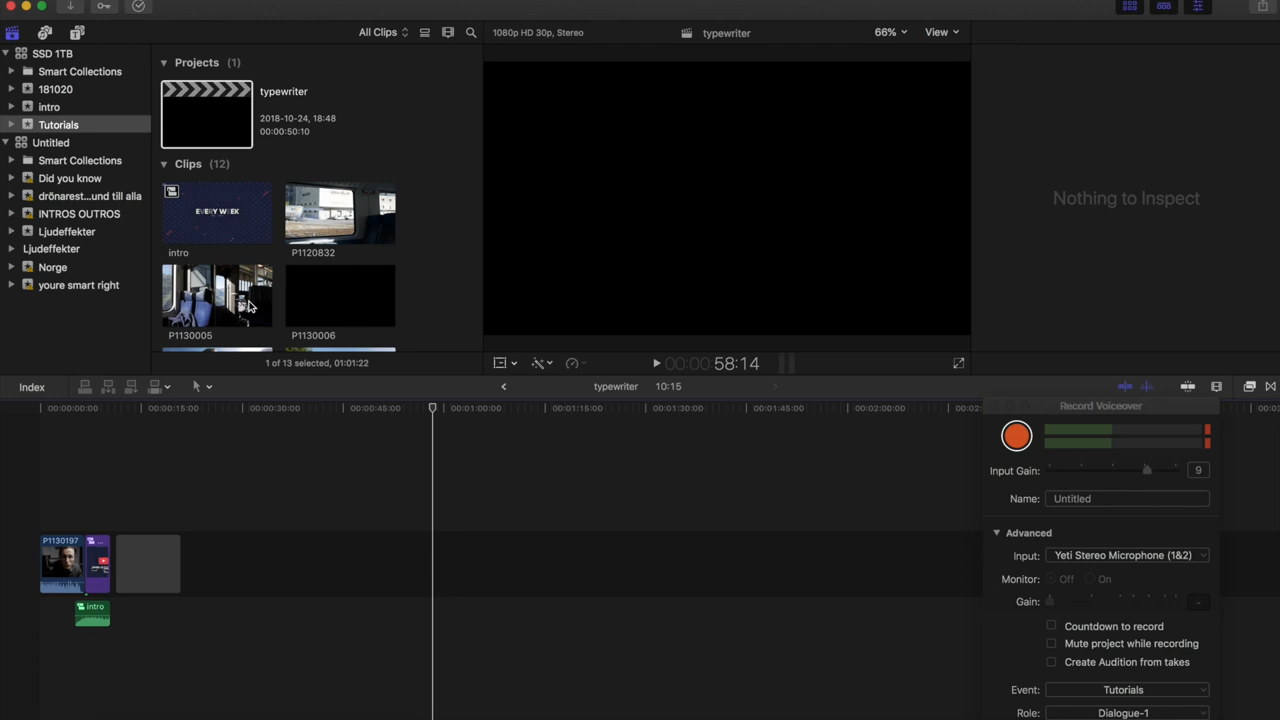 All Clips
1080p HD 30p, Stereo
typewriter
66%
View
SSD 1TB
Smart Collections
181020
intro
Tutorials
Untitled
Smart Collections
Did you know
drönarest...und till alla
INTROS OUTROS
Ljudeffekter
Ljudeffekter
Norge
youre smart right
Projects (1)
typewriter
2018-10-24, 18:48
00:00:50:10
Clips (12)
EVERY WEEK
intro
P1120832
P1130005
P1130006
1 of 13 selected, 01:01:22
Nothing to Inspect
00:00:58:14
Index
typewriter
10:15
00:00:00:00
00:00:15:00
00:00:30:00
00:00:45:00
00:01:00:00
00:01:15:00
00:01:30:00
00:01:45:00
00:02:00:00
P1130197
intro
Record Voiceover
Input Gain:
9
Name:
Untitled
Advanced
Input:
Yeti Stereo Microphone (1&2)
Monitor:
Off
On
Gain:
Countdown to record
Mute project while recording
Create Audition from takes
Event:
Tutorials
Role:
Dialogue-1